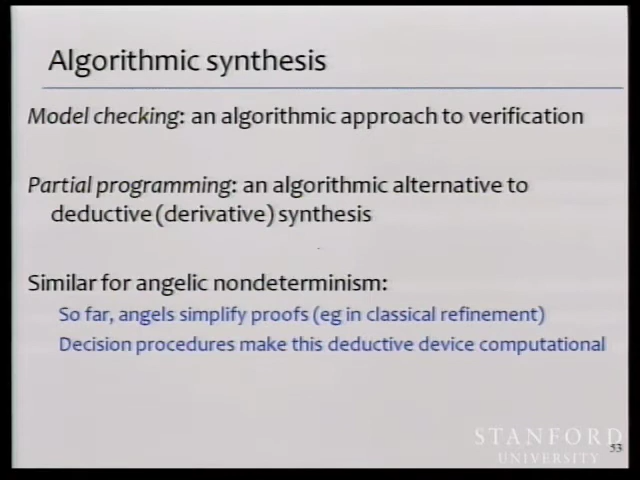 Algorithmic synthesis
Model checking: an algorithmic approach to verification
Partial programming: an algorithmic alternative to
deductive (derivative) synthesis
Similar for angelic nondeterminism:
So far, angels simplify proofs (eg in classical refinement)
Decision procedures make this deductive device computational
STANFORD
UNIVERSITY
53